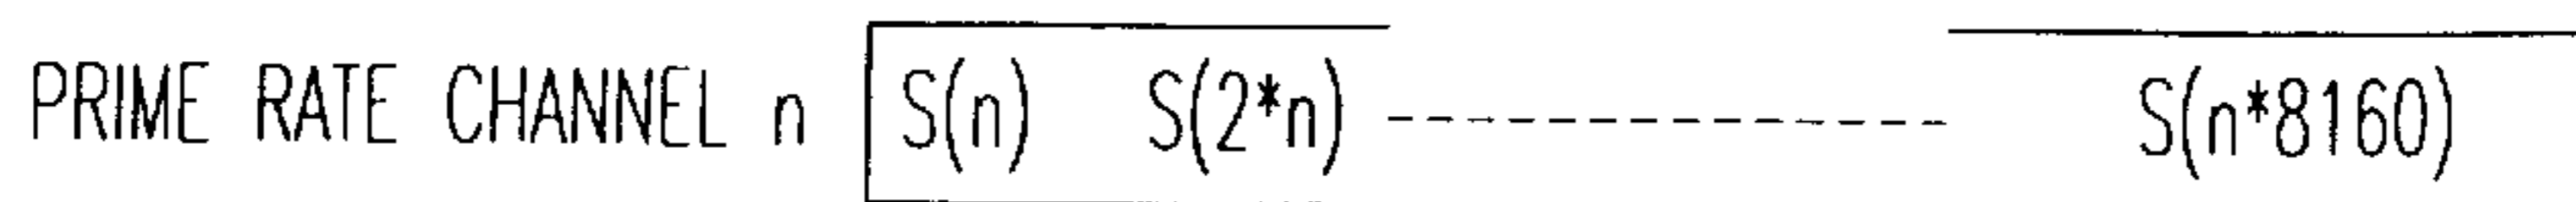 PRIME RATE CHANNEL n S(n) S(2*n) ------------- S(n*8160)